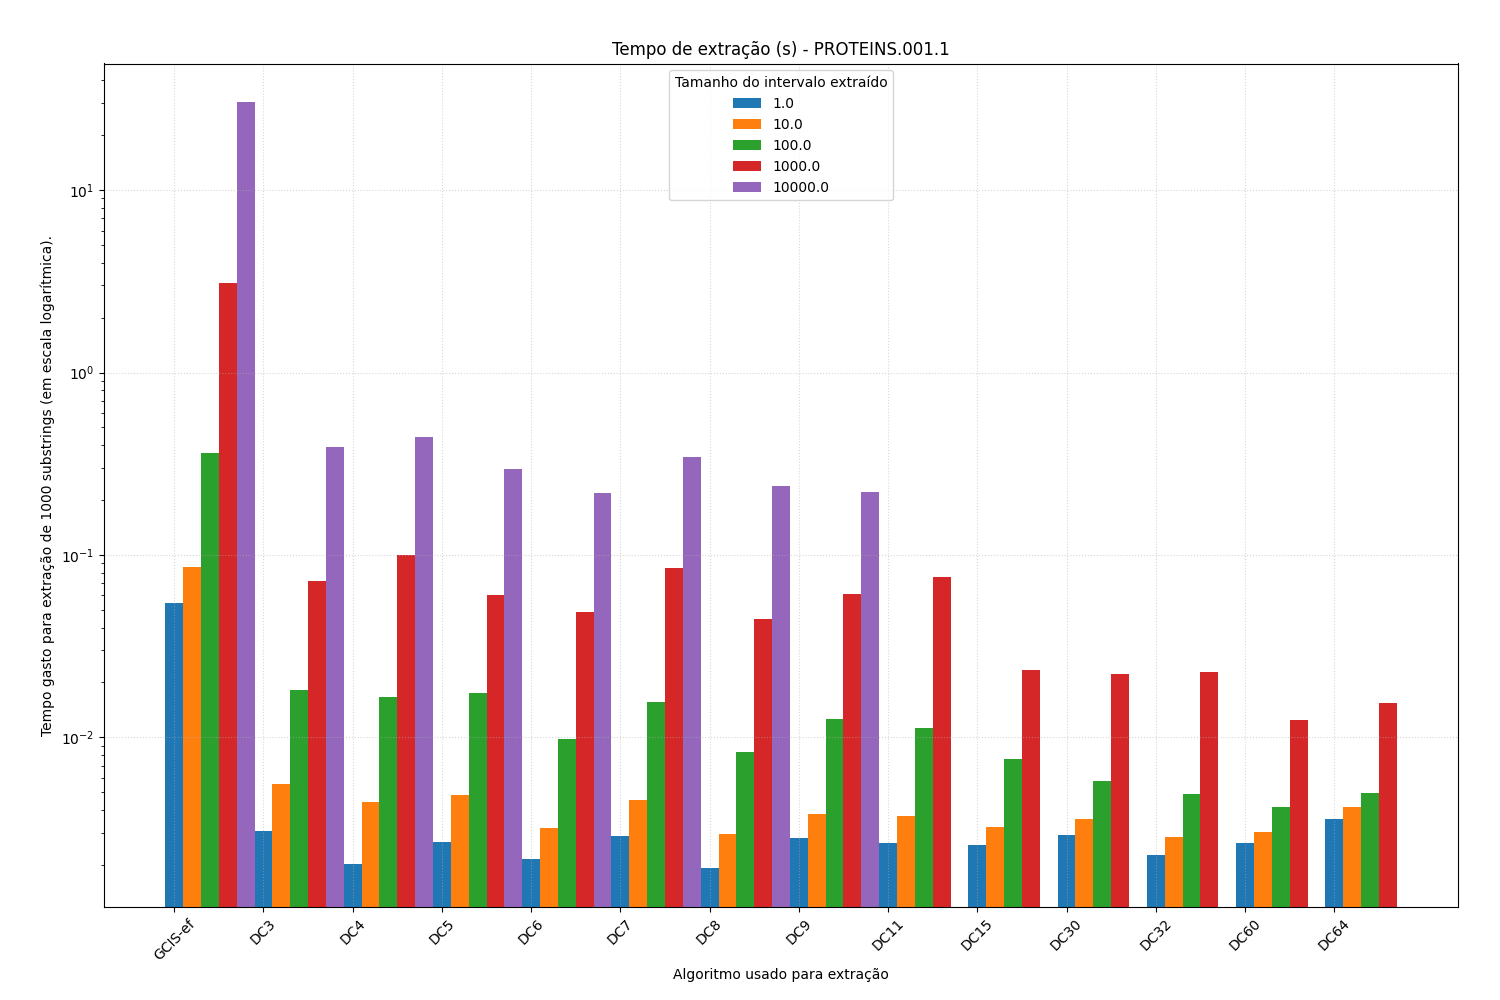 Tempo de extração (s) - PROTEINS.001.1
Tamanho do intervalo extraído
1.0
10.0
100.0
1000.0
10000.0
Tempo gasto para extração de 1000 substrings (em escala logarítmica).
10¹
10⁰
10⁻¹
10⁻²
GCIS-ef
DC3
DC4
DC5
DC6
DC7
DC8
DC9
DC11
DC15
DC30
DC32
DC60
DC64
Algoritmo usado para extração